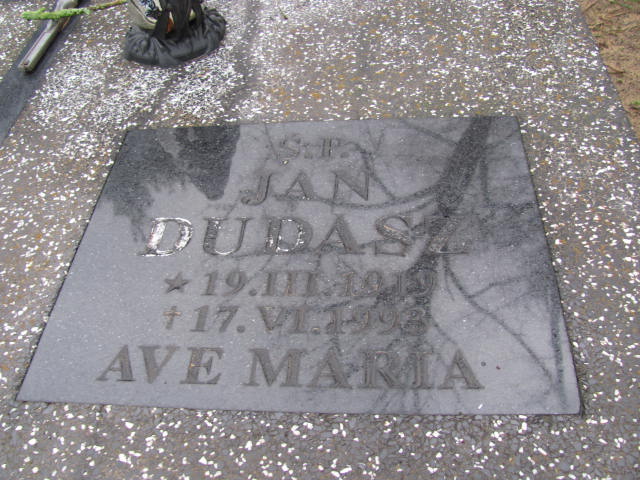 Ś.P.
JAN
DUDASZ
★ 19.III.1919
✝ 17.VI.1993
AVE MARIA